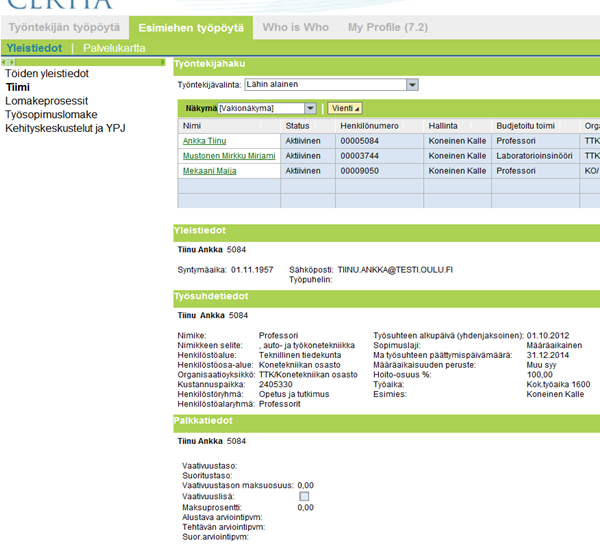 CERTIA
Työntekijän työpöytä Esimiehen työpöytä Who is Who My Profile (7.2)
Yleistiedot | Palvelukartta
Töiden yleistiedot
Tiimi
Lomakeprosessit
Työsopimuslomake
Kehityskeskustelut ja YPJ
Työntekijähaku
Työntekijävalinta: Lähin alainen
Näkymä [Vakionäkymä] Vienti
Nimi Status Henkilönumero Hallinta Budjetoitu toimi Orga
Ankka Tiinu Aktiivinen 00005084 Koneinen Kalle Professori TTK
Mustonen Mirkku Mirjami Aktiivinen 00003744 Koneinen Kalle Laboratorioinsinööri TTK
Mekaani Maija Aktiivinen 00009050 Koneinen Kalle Professori KO/
Yleistiedot
Tiinu Ankka 5084
Syntymäaika: 01.11.1957 Sähköposti: TIINU.ANKKA@TESTI.OULU.FI
Työpuhelin:
Työsuhdetiedot
Tiinu Ankka 5084
Nimike: Professori Työsuhteen alkupäivä (yhdenjaksoinen): 01.10.2012
Nimikkeen selite: , auto- ja työkonetekniikka Sopimuslaji: Määräaikainen
Henkilöstöalue: Teknillinen tiedekunta Ma työsuhteen päättymispäivämäärä: 31.12.2014
Henkilöstöosa-alue: Konetekniikan osasto Määräaikaisuuden peruste: Muu syy
Organisaatioyksikkö: TTK/Konetekniikan osasto Hoito-osuus %: 100,00
Kustannuspaikka: 2405330 Työaika: Kok.työaika 1600
Henkilöstöryhmä: Opetus ja tutkimus Esimies: Koneinen Kalle
Henkilöstöalaryhmä: Professorit
Palkkatiedot
Tiinu Ankka 5084
Vaativuustaso:
Suoritustaso:
Vaativuustason maksuosuus: 0,00
Vaativuuslisä:
Maksuprosentti: 0,00
Alustava arviointipvm:
Tehtävän arviointipvm:
Suor.arviointipvm: